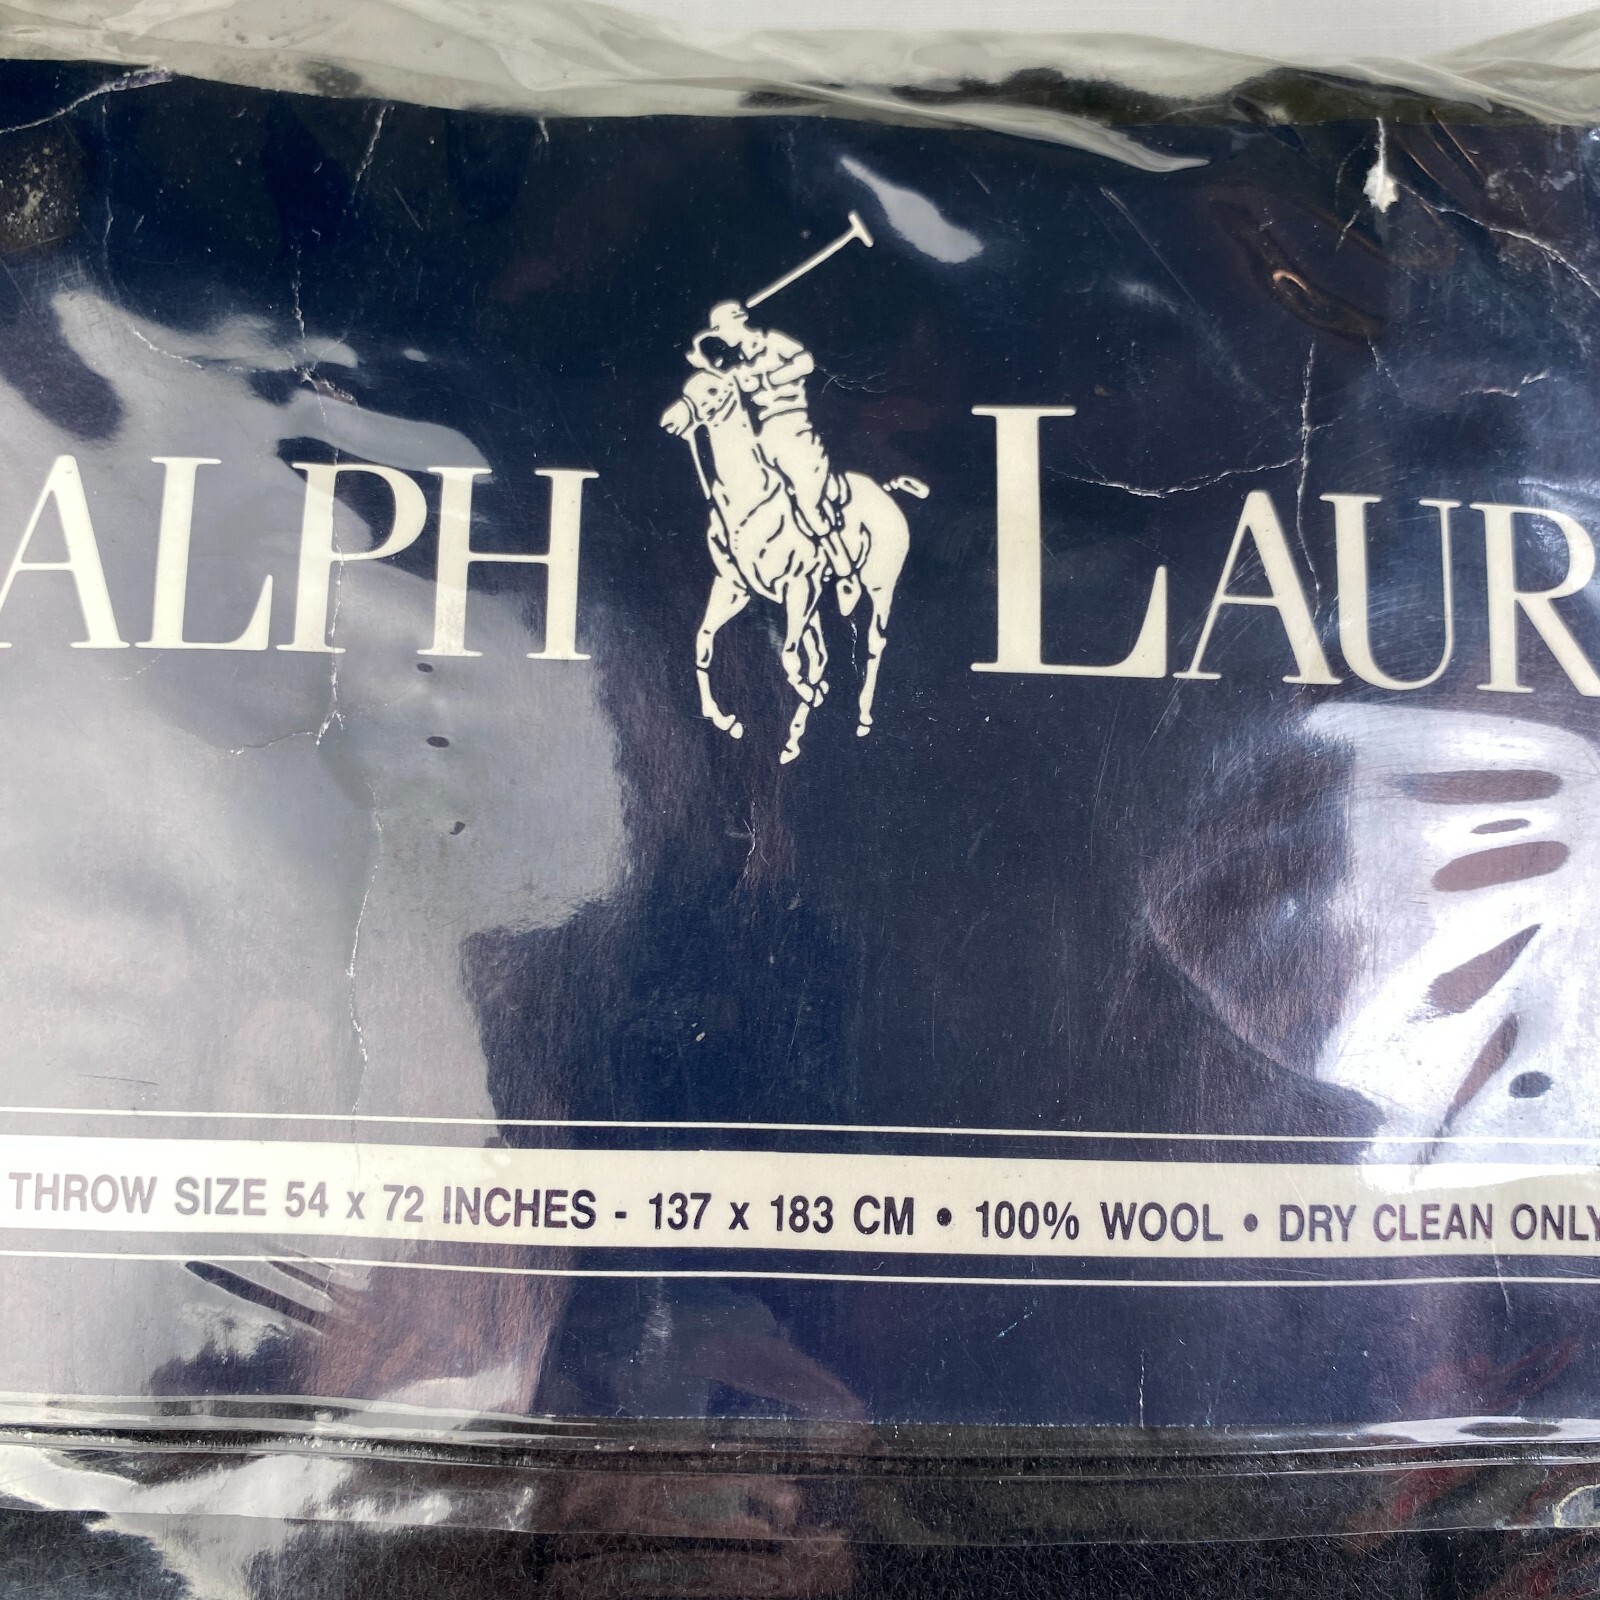 ALPH LAUR
THROW SIZE 54 x 72 INCHES - 137 x 183 CM • 100% WOOL • DRY CLEAN ONLY